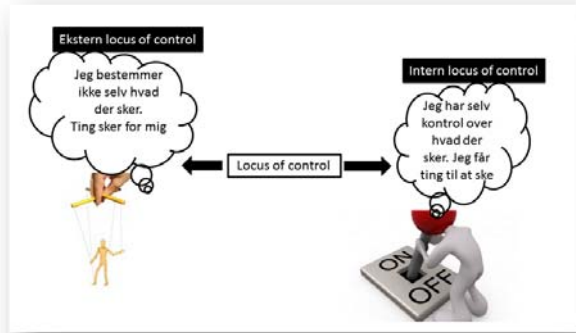 Ekstern locus of control
Jeg bestemmer
ikke selv hvad
der sker.
Ting sker for mig
Locus of control
Intern locus of control
Jeg har selv
kontrol over
hvad der
sker. Jeg får
ting til at ske
ON
OFF